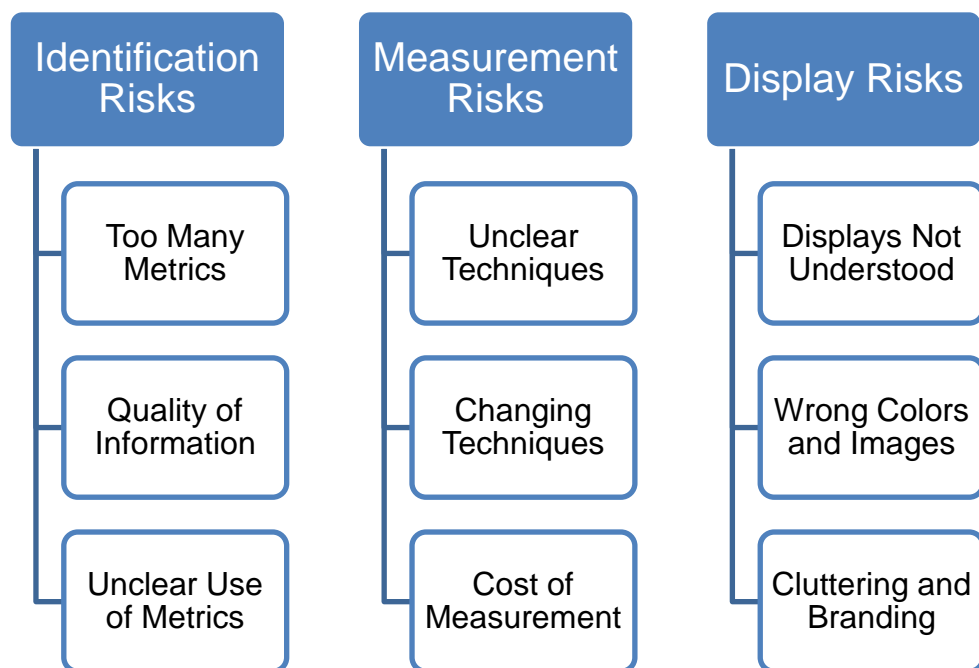 Identification
Risks
Too Many
Metrics
Quality of
Information
Unclear Use
of Metrics
Measurement
Risks
Unclear
Techniques
Changing
Techniques
Cost of
Measurement
Display Risks
Displays Not
Understood
Wrong Colors
and Images
Cluttering and
Branding